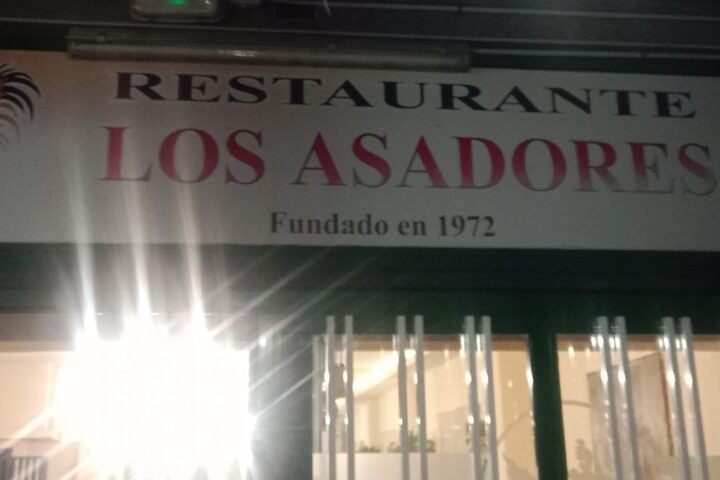 RESTAURANTE
LOS ASADORES
Fundado en 1972